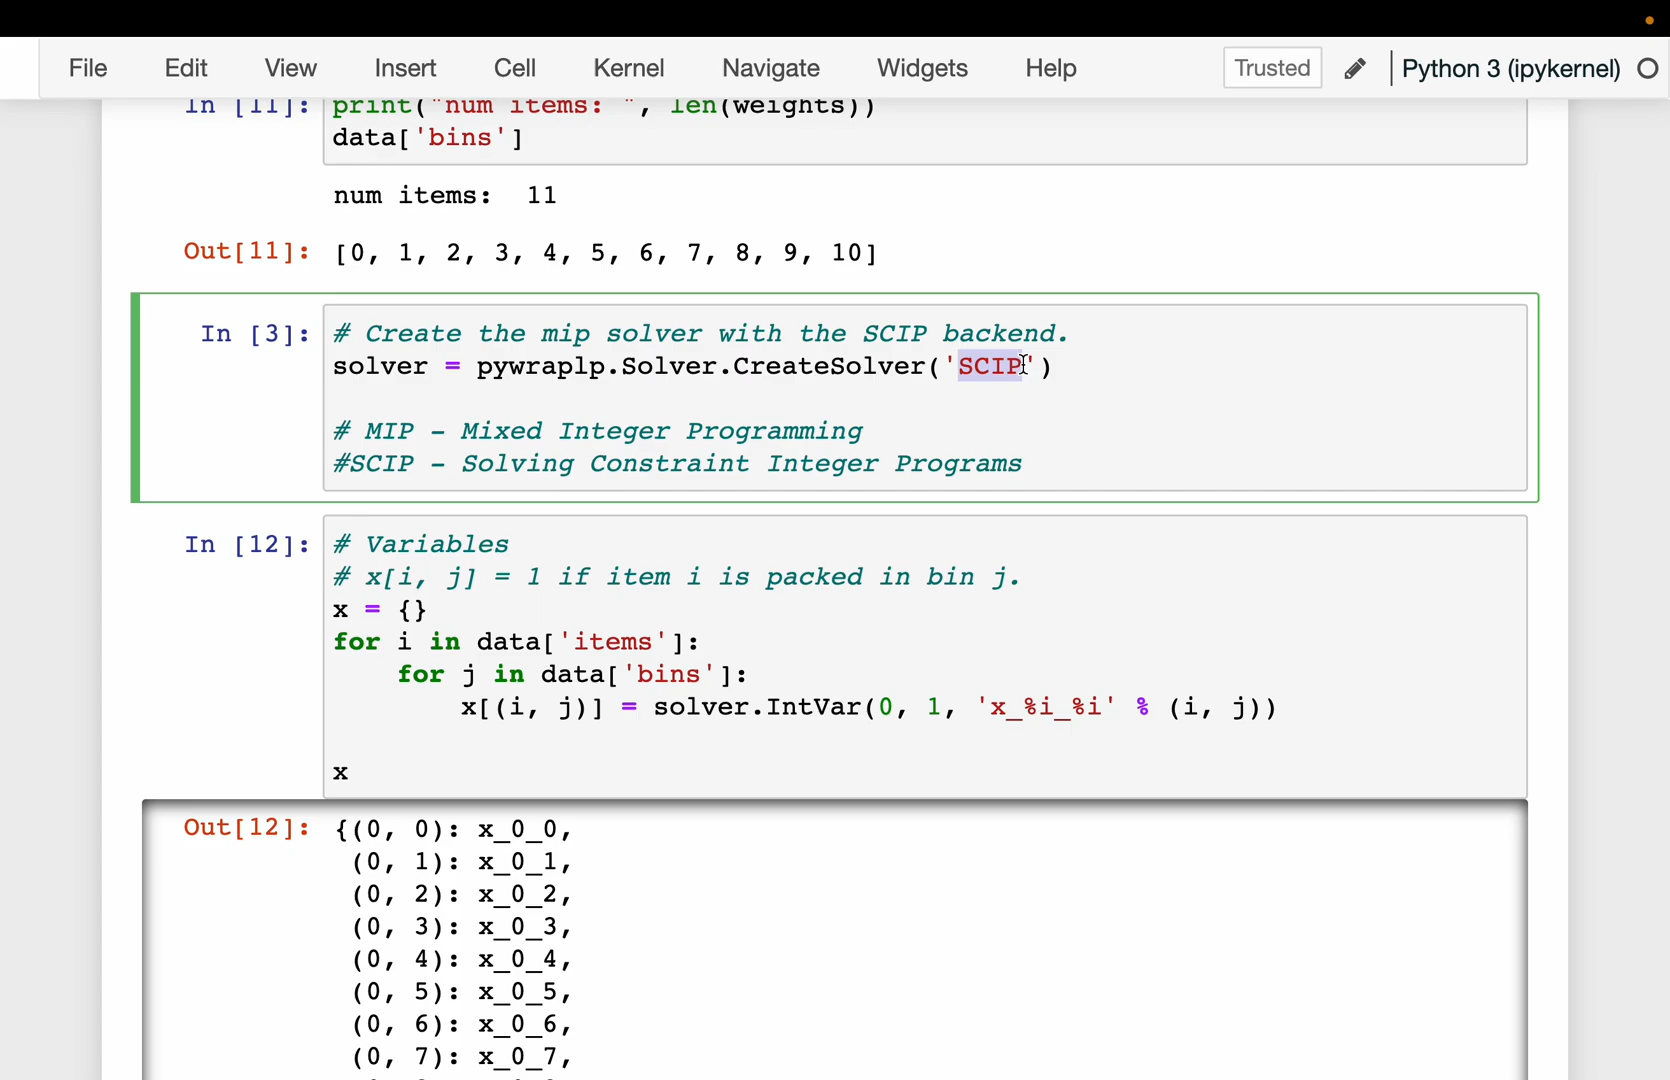 File Edit View Insert Cell Kernel Navigate Widgets Help Trusted Python 3 (ipykernel)
In [11]: print("num items: ", len(weights))
data['bins']
num items:  11
Out[11]: [0, 1, 2, 3, 4, 5, 6, 7, 8, 9, 10]
In [3]: # Create the mip solver with the SCIP backend.
solver = pywraplp.Solver.CreateSolver('SCIP')
# MIP - Mixed Integer Programming
#SCIP - Solving Constraint Integer Programs
In [12]: # Variables
# x[i, j] = 1 if item i is packed in bin j.
x = {}
for i in data['items']:
for j in data['bins']:
x[(i, j)] = solver.IntVar(0, 1, 'x_%i_%i' % (i, j))
x
Out[12]: {(0, 0): x_0_0,
(0, 1): x_0_1,
(0, 2): x_0_2,
(0, 3): x_0_3,
(0, 4): x_0_4,
(0, 5): x_0_5,
(0, 6): x_0_6,
(0, 7): x_0_7,